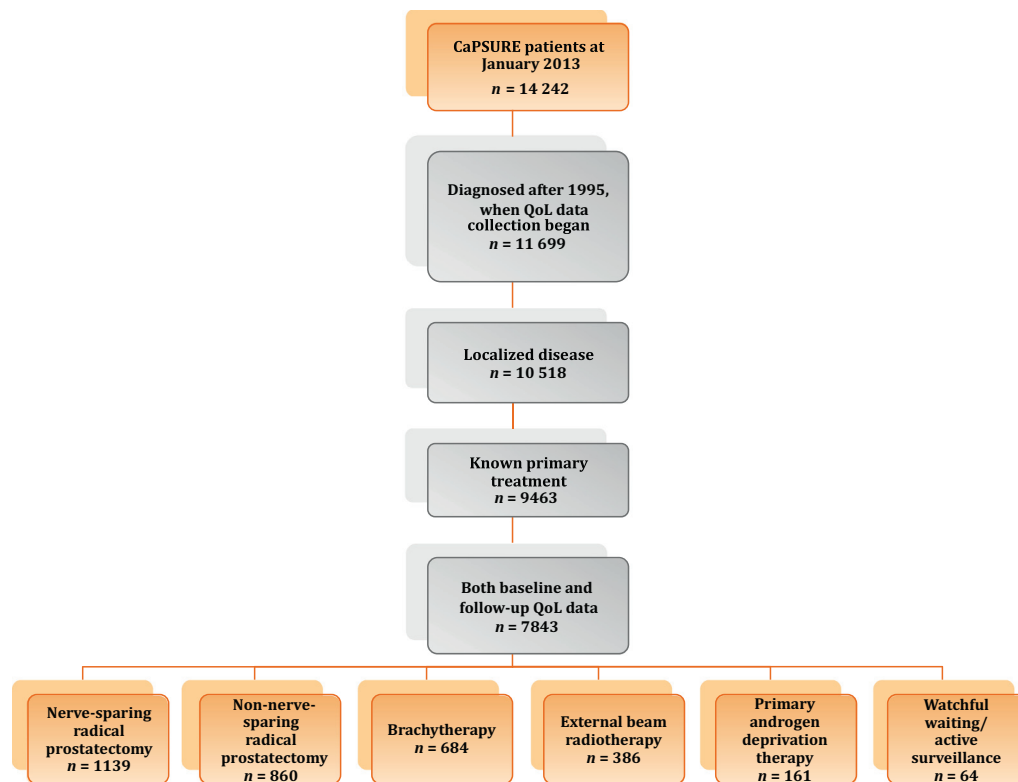 CaPSURE patients at
January 2013
n = 14 242
Diagnosed after 1995,
when QoL data
collection began
n = 11 699
Localized disease
n = 10 518
Known primary
treatment
n = 9463
Both baseline and
follow-up QoL data
n = 7843
Nerve-sparing
radical
prostatectomy
n = 1139
Non-nerve-
sparing
radical
prostatectomy
n = 860
Brachytherapy
n = 684
External beam
radiotherapy
n = 386
Primary
androgen
deprivation
therapy
n = 161
Watchful
waiting/
active
surveillance
n = 64